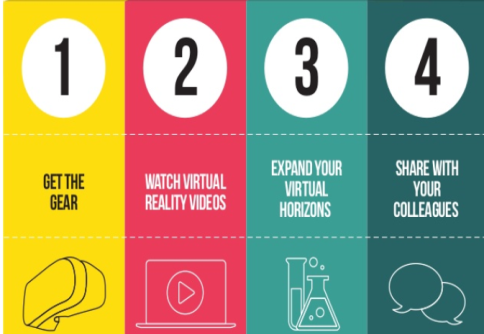 1
GET THE
GEAR
2
WATCH VIRTUAL
REALITY VIDEOS
3
EXPAND YOUR
VIRTUAL
HORIZONS
4
SHARE WITH
YOUR
COLLEAGUES